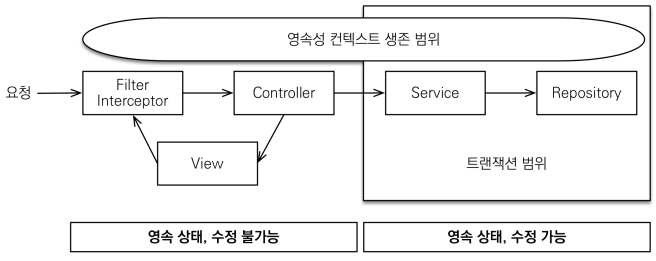 영속성 컨텍스트 생존 범위
요청
Filter
Interceptor
Controller
Service
Repository
View
트랜잭션 범위
영속 상태, 수정 불가능
영속 상태, 수정 가능